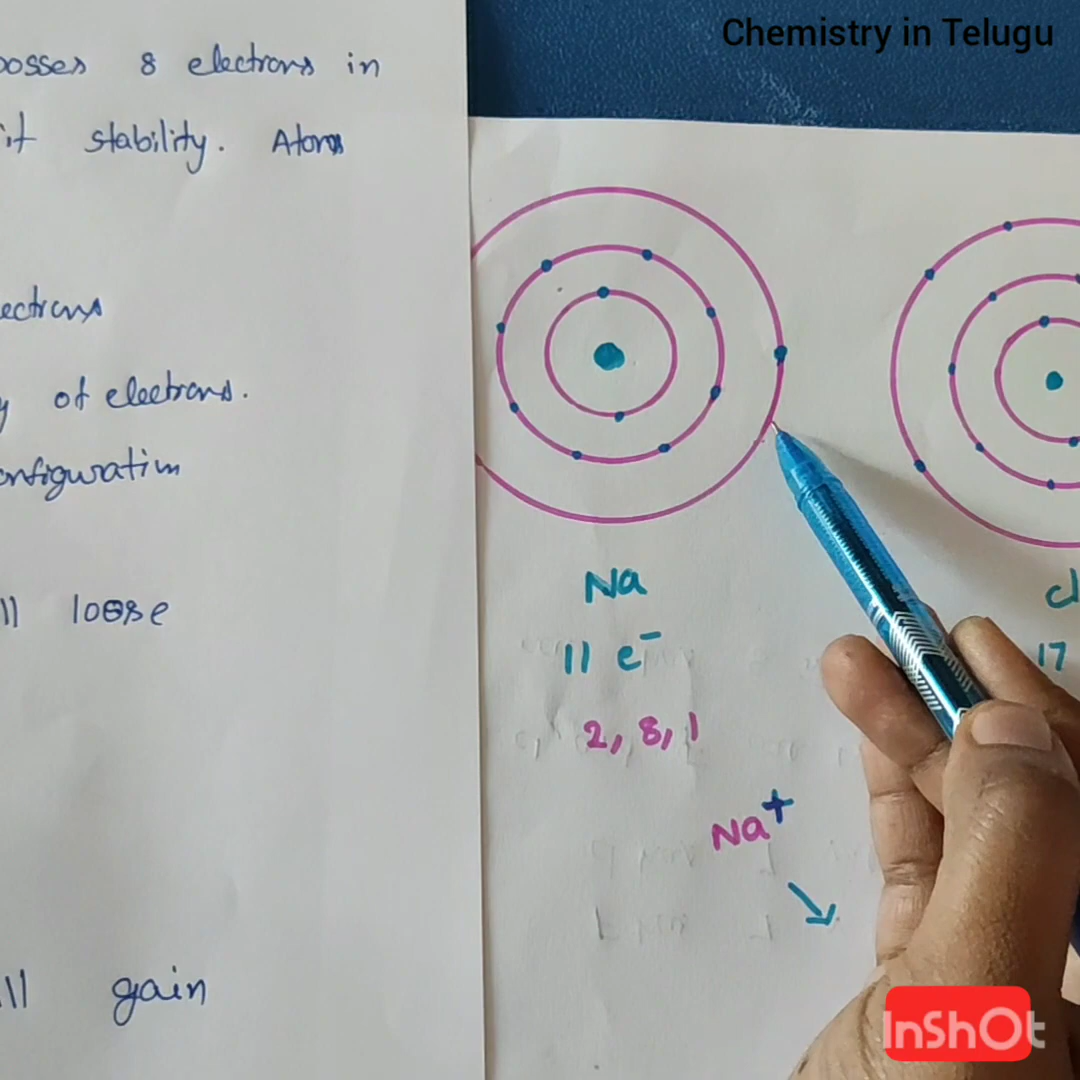 Chemistry in Telugu
posses 8 electrons in
it stability. Atoms
lectrons
y of electrons.
onfiguration
ll loose
ll gain
Na
11 e⁻
2, 8, 1
Na⁺
cl
17
InShOt